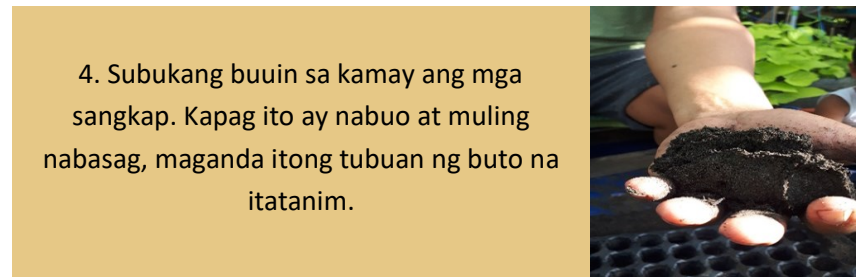 4. Subukang buuin sa kamay ang mga
sangkap. Kapag ito ay nabuo at muling
nabasag, maganda itong tubuan ng buto na
itatanim.